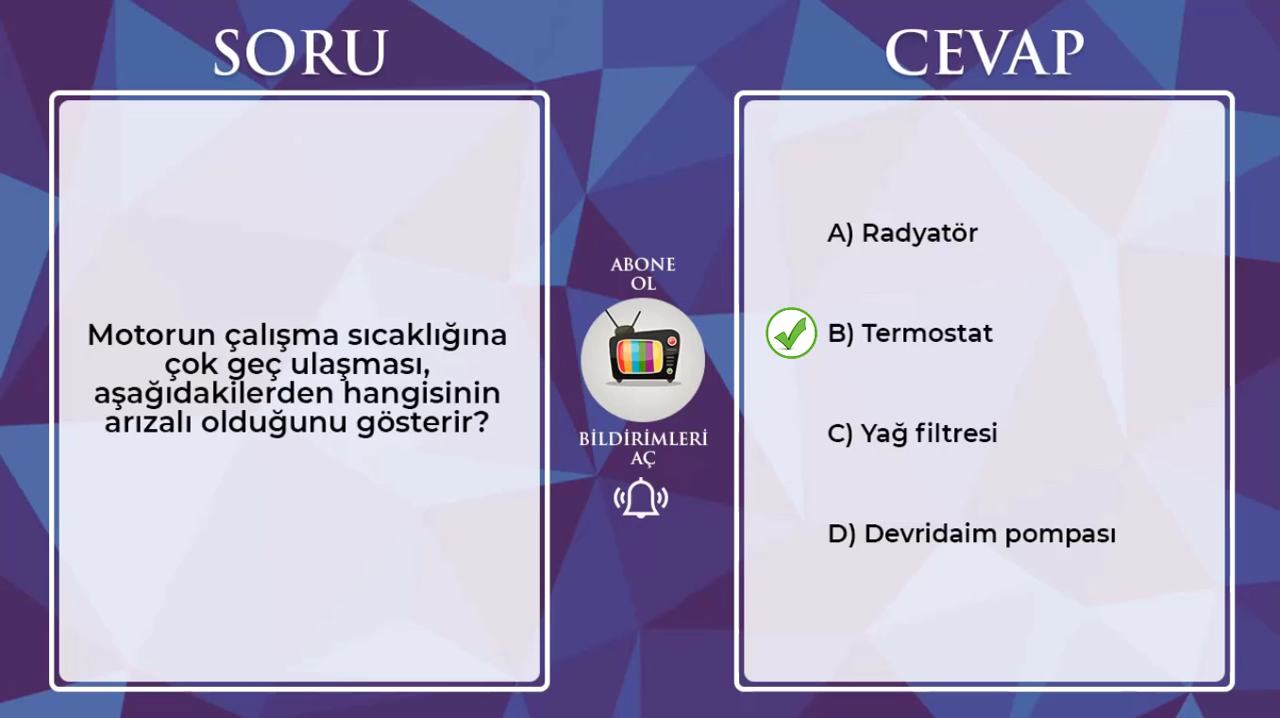 SORU
Motorun çalışma sıcaklığına
çok geç ulaşması,
aşağıdakilerden hangisinin
arızalı olduğunu gösterir?
ABONE
OL
BİLDİRİMLERİ
AÇ
CEVAP
A) Radyatör
B) Termostat
C) Yağ filtresi
D) Devridaim pompası